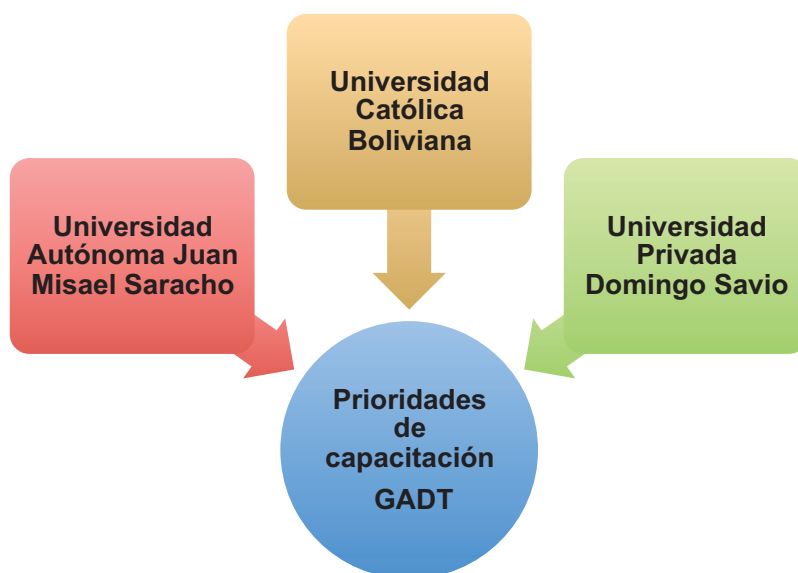 Universidad
Católica
Boliviana
Universidad
Autónoma Juan
Misael Saracho
Universidad
Privada
Domingo Savio
Prioridades
de
capacitación
GADT